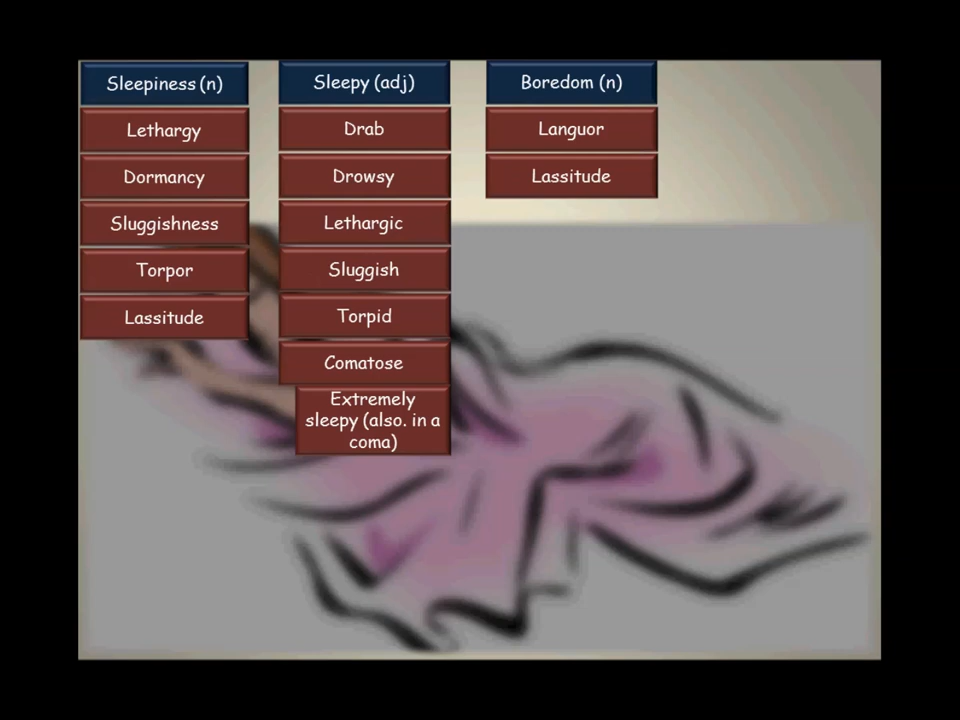 Sleepiness (n)
Lethargy
Dormancy
Sluggishness
Torpor
Lassitude
Sleepy (adj)
Drab
Drowsy
Lethargic
Sluggish
Torpid
Comatose
Extremely
sleepy (also. in a
coma)
Boredom (n)
Languor
Lassitude